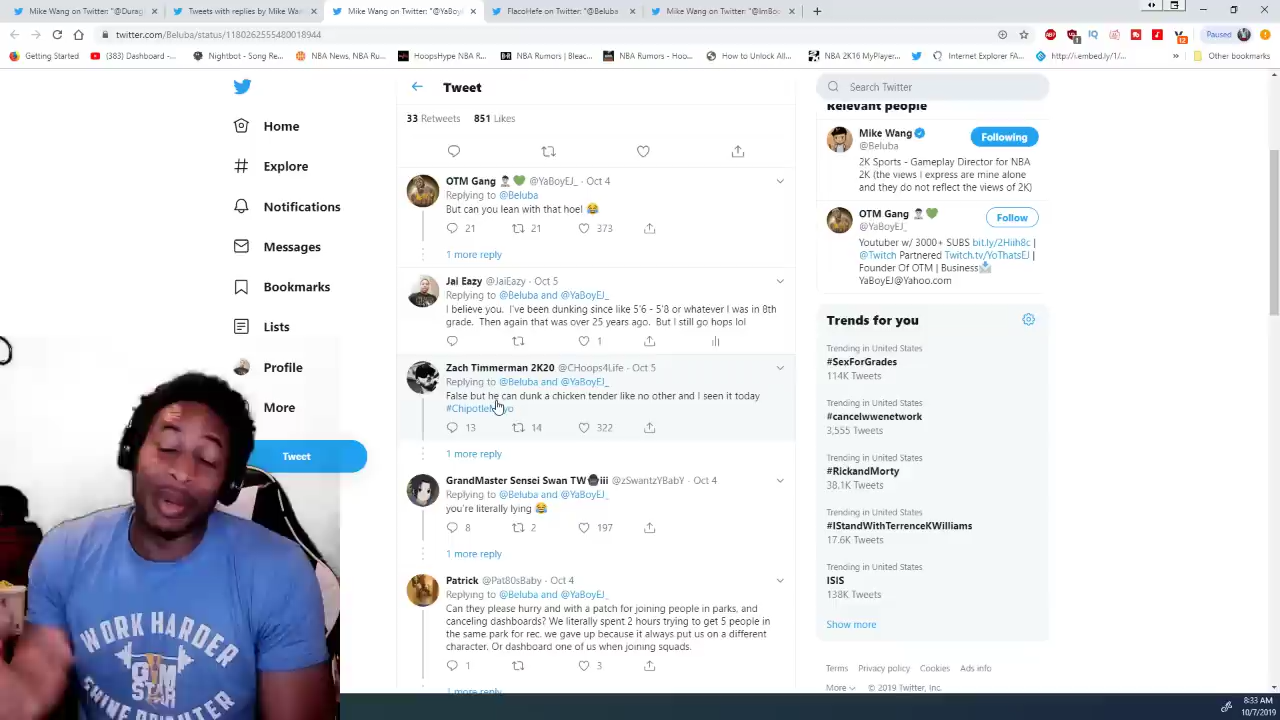 Mike Wang on Twitter: "@Durag
Tweets with replies by Mike Wan
Mike Wang on Twitter: "@YaBoyE
FlacoHefe on Twitter: "@Beluba
Mike Wang on Twitter: "@ImBo
twitter.com/Beluba/status/1180262555480018944
Paused
Getting Started
(383) Dashboard -...
Nightbot - Song Re...
NBA News, NBA Ru...
HoopsHype NBA R...
NBA Rumors | Bleac...
NBA Rumors - Hoo...
How to Unlock All...
NBA 2K16 MyPlayer...
Internet Explorer FA...
http://i.embed.ly/1/...
Other bookmarks
Home
Explore
Notifications
Messages
Bookmarks
Lists
Profile
More
Tweet
Tweet
33 Retweets 851 Likes
OTM Gang @YaBoyEJ_ · Oct 4
Replying to @Beluba
But can you lean with that hoe! 😂
21 21 373
1 more reply
Jai Eazy @JaiEazy · Oct 5
Replying to @Beluba and @YaBoyEJ_
I believe you. I've been dunking since like 5'6 - 5'8 or whatever I was in 8th
grade. Then again that was over 25 years ago. But I still go hops lol
1
Zach Timmerman 2K20 @CHoops4Life · Oct 5
Replying to @Beluba and @YaBoyEJ_
False but he can dunk a chicken tender like no other and I seen it today
13 14 322
1 more reply
GrandMaster Sensei Swan TW iii @zSwantzYBabY · Oct 4
Replying to @Beluba and @YaBoyEJ_
you're literally lying 😂
8 2 197
1 more reply
Patrick @Pat80sBaby · Oct 4
Replying to @Beluba and @YaBoyEJ_
Can they please hurry and with a patch for joining people in parks, and
canceling dashboards? We literally spent 2 hours trying to get 5 people in
the same park for rec. we gave up because it always put us on a different
character. Or dashboard one of us when joining squads.
1 3
1 more reply
Search Twitter
Relevant people
Mike Wang
@Beluba
Following
2K Sports - Gameplay Director for NBA
2K (the views I express are mine alone
and they do not reflect the views of 2K)
OTM Gang
@YaBoyEJ_
Follow
Youtuber w/ 3000+ SUBS bit.ly/2Hiih8c |
@Twitch Partnered Twitch.tv/YoThatsEJ |
Founder Of OTM | Business
YaBoyEJ@Yahoo.com
Trends for you
Trending in United States
#SexForGrades
114K Tweets
Trending in United States
#cancelwwenetwork
3,555 Tweets
Trending in United States
#RickandMorty
38.1K Tweets
Trending in United States
#IStandWithTerrenceKWilliams
17.6K Tweets
Trending in United States
ISIS
138K Tweets
Show more
Terms Privacy policy Cookies Ads info
More © 2019 Twitter, Inc.
WORK HARDER
8:33 AM
10/7/2019